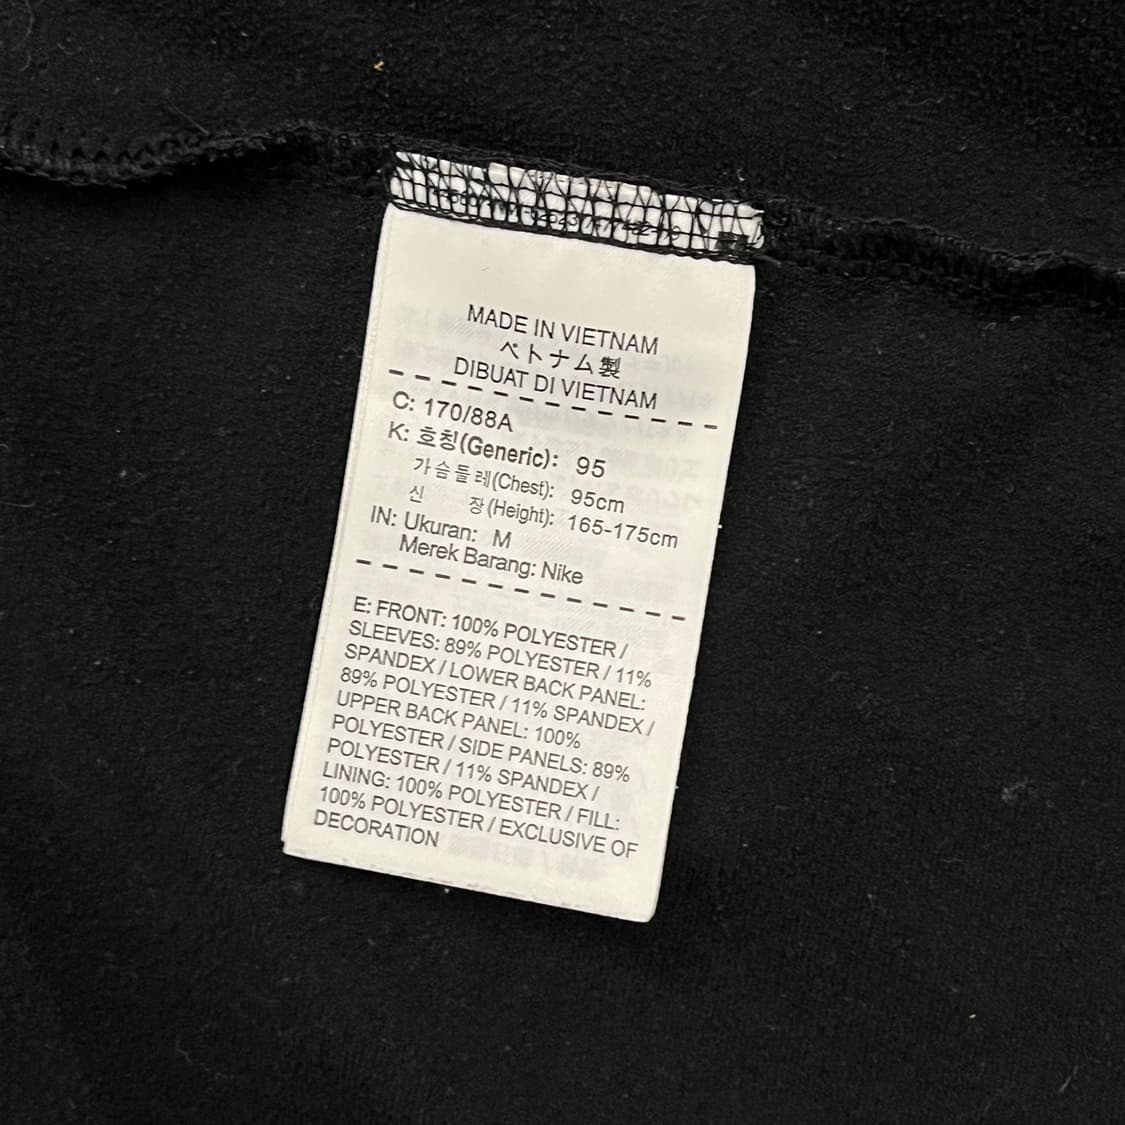 MADE IN VIETNAM
ベトナム製
DIBUAT DI VIETNAM
C: 170/88A
K: 호칭(Generic): 95
가슴둘레(Chest): 95cm
신 장(Height): 165-175cm
IN: Ukuran: M
Merek Barang: Nike
E: FRONT: 100% POLYESTER /
SLEEVES: 89% POLYESTER / 11%
SPANDEX / LOWER BACK PANEL:
89% POLYESTER / 11% SPANDEX /
UPPER BACK PANEL: 100%
POLYESTER / SIDE PANELS: 89%
POLYESTER / 11% SPANDEX /
LINING: 100% POLYESTER / FILL:
100% POLYESTER / EXCLUSIVE OF
DECORATION